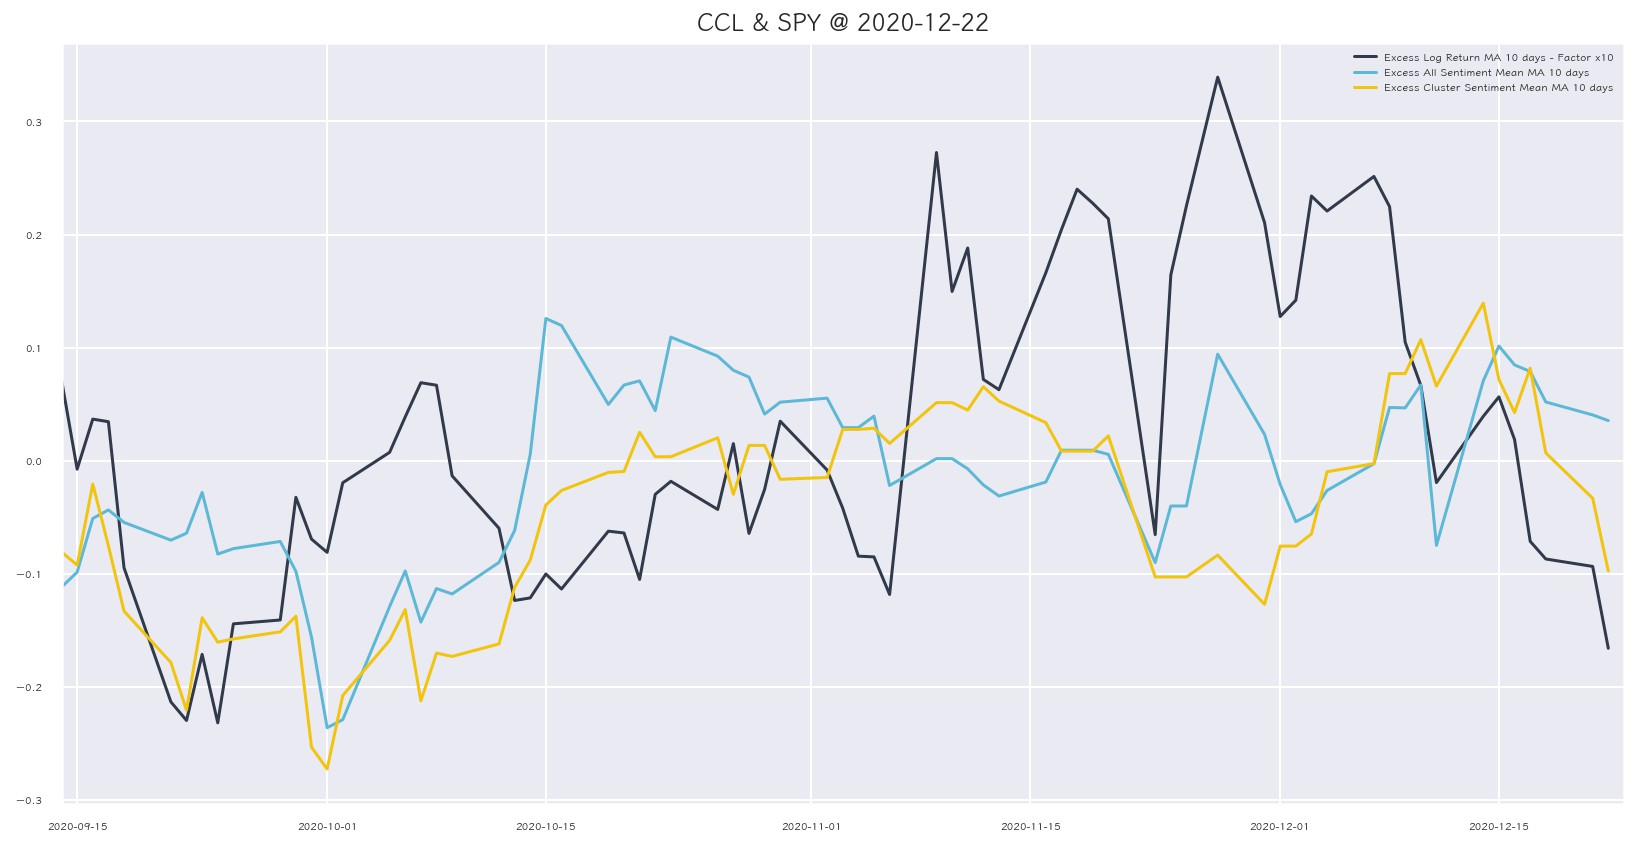 CCL & SPY @ 2020-12-22
Excess Log Return MA 10 days - Factor x10
Excess All Sentiment Mean MA 10 days
Excess Cluster Sentiment Mean MA 10 days
0.3
0.2
0.1
0.0
−0.1
−0.2
−0.3
2020-09-15 2020-10-01 2020-10-15 2020-11-01 2020-11-15 2020-12-01 2020-12-15